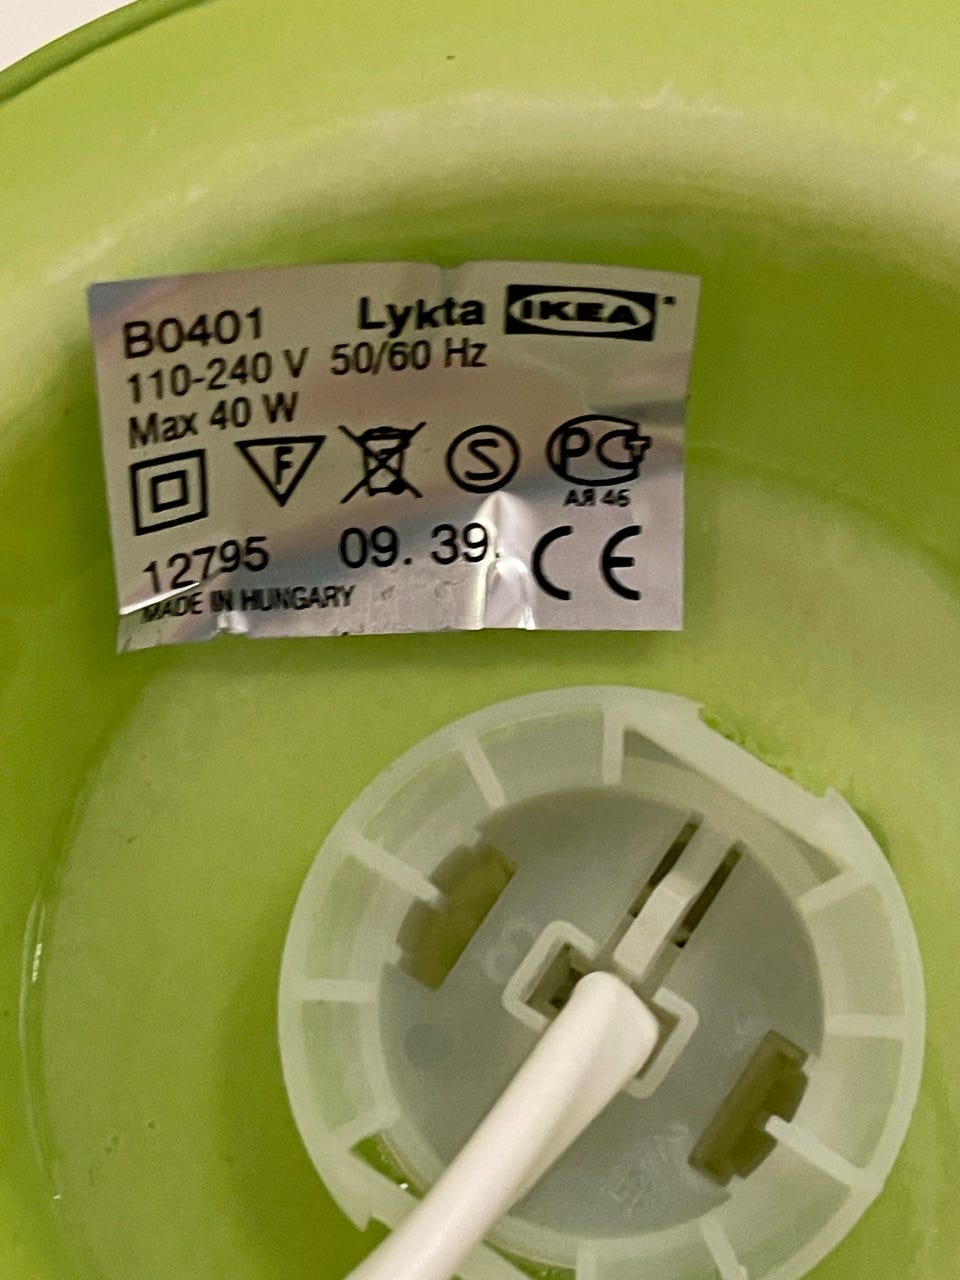 B0401 Lykta IKEA
110-240 V 50/60 Hz
Max 40 W
F S PCT
АЯ 46
12795 09. 39. CE
MADE IN HUNGARY